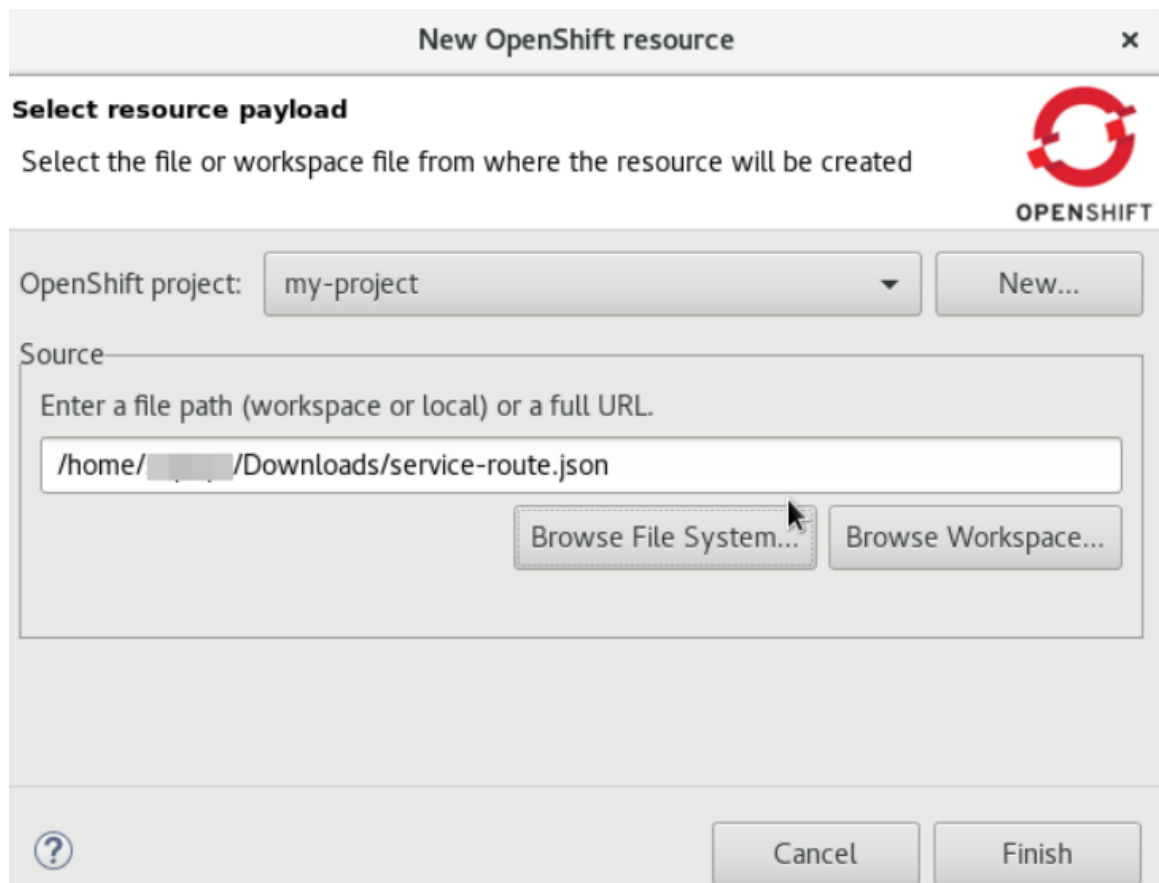 New OpenShift resource
Select resource payload
Select the file or workspace file from where the resource will be created
OPENSHIFT
OpenShift project: my-project New...
Source
Enter a file path (workspace or local) or a full URL.
/home/ /Downloads/service-route.json
Browse File System... Browse Workspace...
Cancel Finish